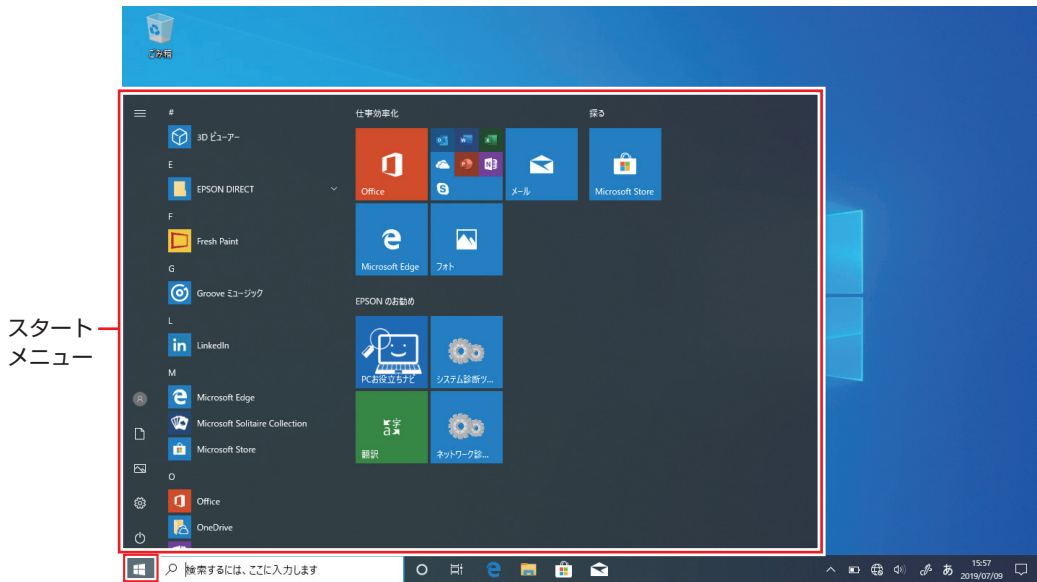 ごみ箱
スタート
メニュー
#
3D ビューアー
E
EPSON DIRECT
F
Fresh Paint
G
Groove ミュージック
L
in
LinkedIn
M
Microsoft Edge
Microsoft Solitaire Collection
Microsoft Store
O
Office
OneDrive
仕事効率化
Office
メール
Microsoft Edge
フォト
EPSON のお勧め
PCお役立ちナビ
システム診断ツ...
字
a
翻訳
ネットワーク診...
探る
Microsoft Store
検索するには、ここに入力します
あ
15:57
2019/07/09